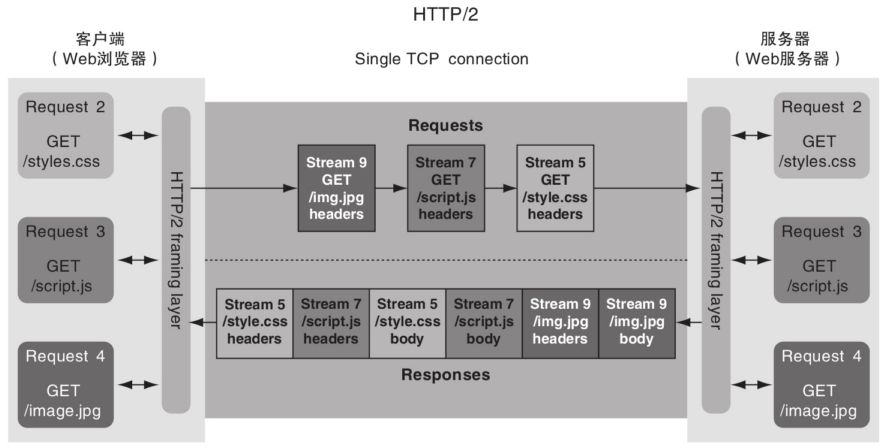 HTTP/2
客户端
（Web浏览器）
Single TCP connection
服务器
（Web服务器）
Request 2
GET
/styles.css
Request 3
GET
/script.js
Request 4
GET
/image.jpg
HTTP/2 framing layer
Requests
Stream 9
GET
/img.jpg
headers
Stream 7
GET
/script.js
headers
Stream 5
GET
/style.css
headers
Stream 5
/style.css
headers
Stream 7
/script.js
headers
Stream 5
/style.css
body
Stream 7
/script.js
body
Stream 9
/img.jpg
headers
Stream 9
/img.jpg
body
Responses
HTTP/2 framing layer
Request 2
GET
/styles.css
Request 3
GET
/script.js
Request 4
GET
/image.jpg